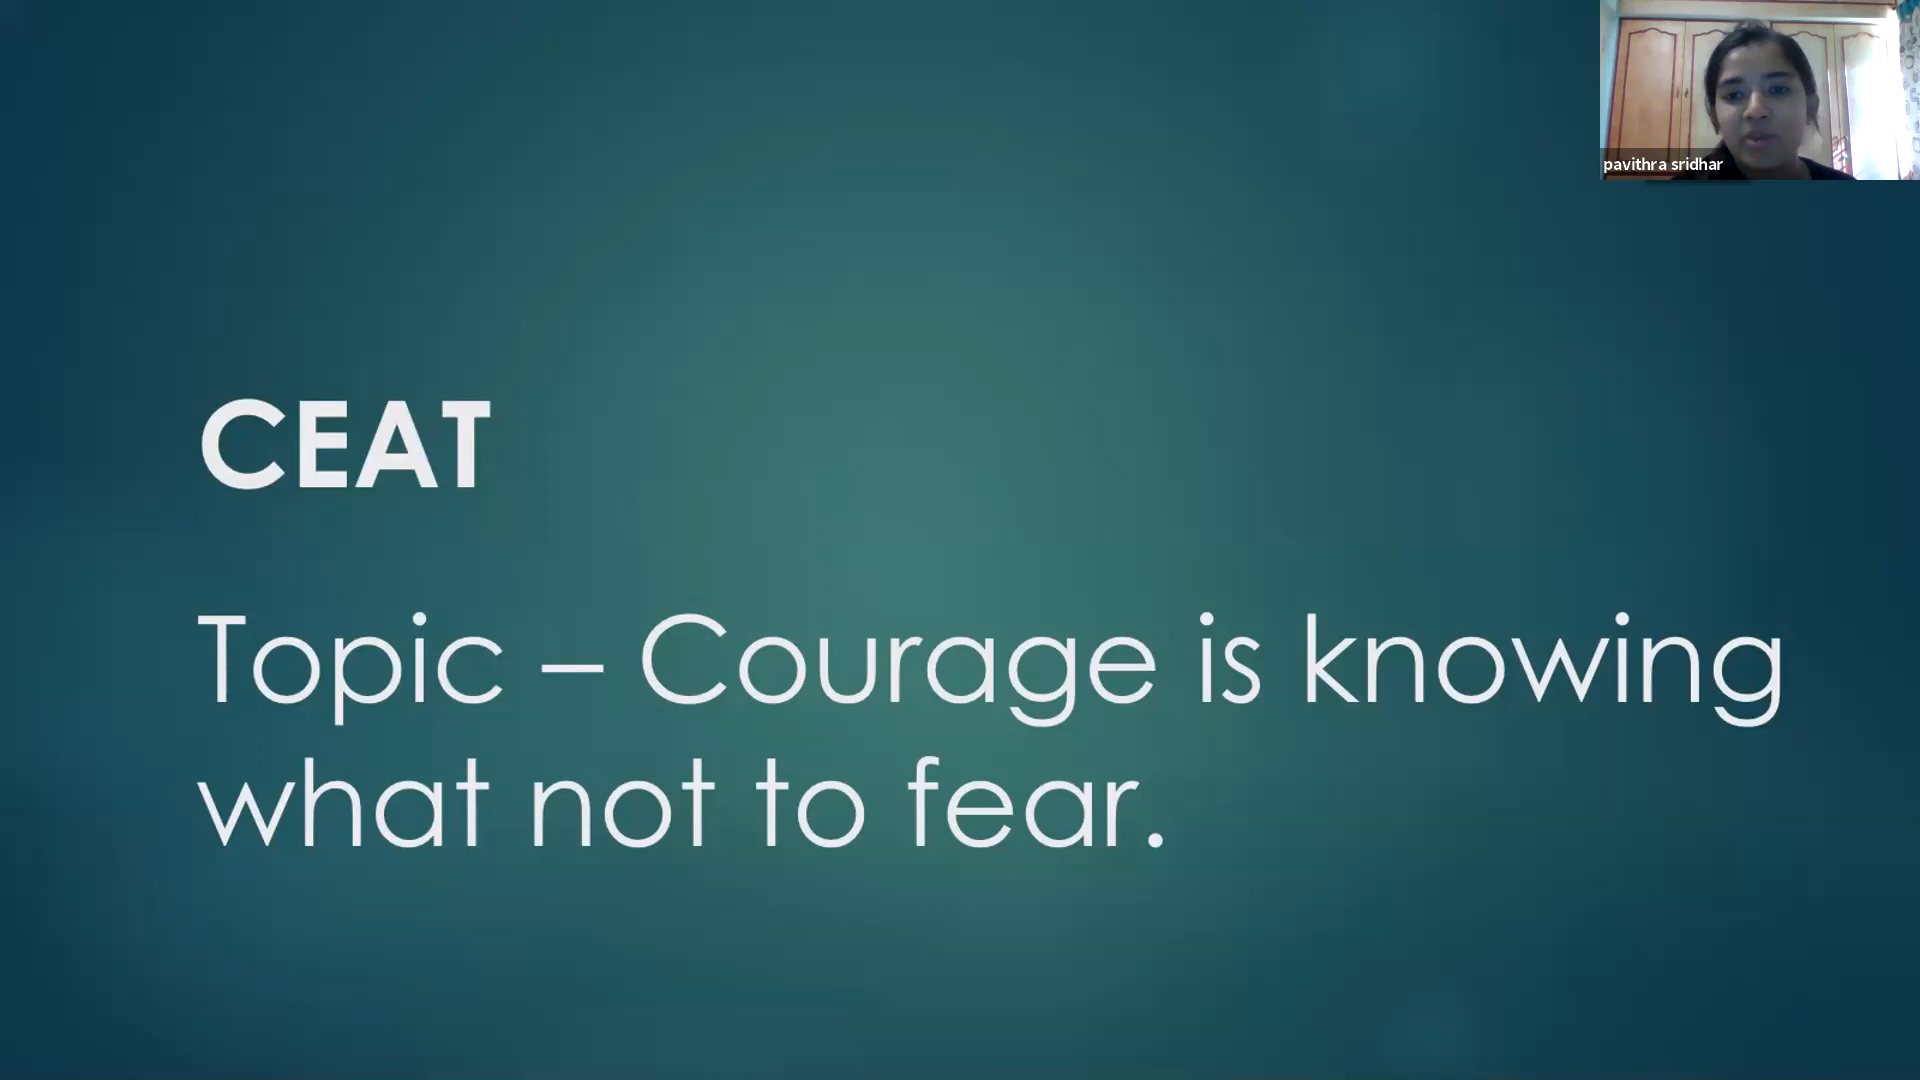 pavithra sridhar
CEAT
Topic – Courage is knowing
what not to fear.